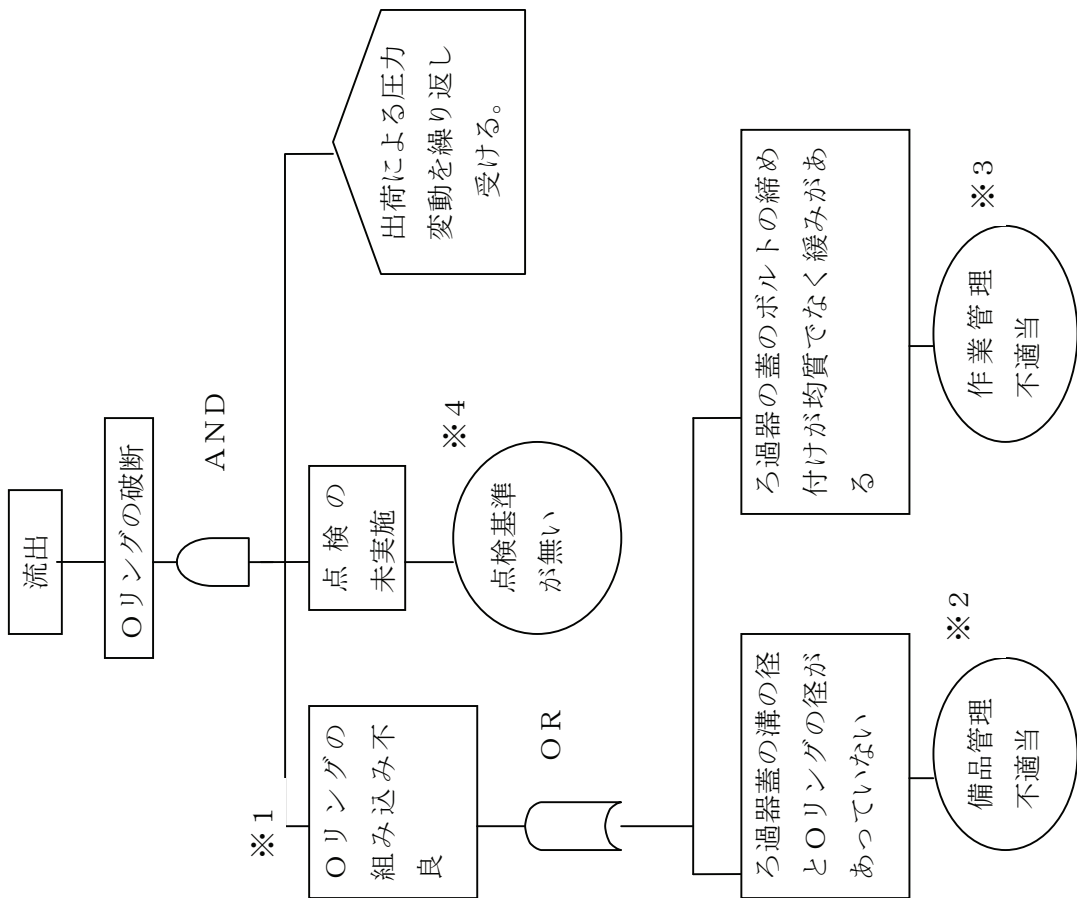 流出
Ｏリングの破断
ＡＮＤ
※１
Ｏリングの
組み込み不
良
点検の
未実施
※４
点検基準
が無い
出荷による圧力
変動を繰り返し
受ける。
ＯＲ
ろ過器蓋の溝の径
とＯリングの径が
あっていない
※２
備品管理
不適当
ろ過器の蓋のボルトの締め
付けが均質でなく緩みがあ
る
※３
作業管理
不適当